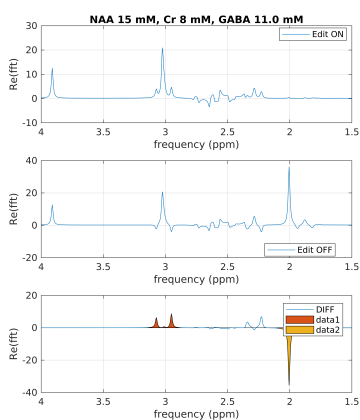 NAA 15 mM, Cr 8 mM, GABA 11.0 mM
30
20
10
0
-10
Re(fft)
Edit ON
4 3.5 3 2.5 2 1.5
frequency (ppm)
40
20
0
-20
Re(fft)
Edit OFF
4 3.5 3 2.5 2 1.5
frequency (ppm)
20
0
-20
-40
Re(fft)
DIFF
data1
data2
4 3.5 3 2.5 2 1.5
frequency (ppm)